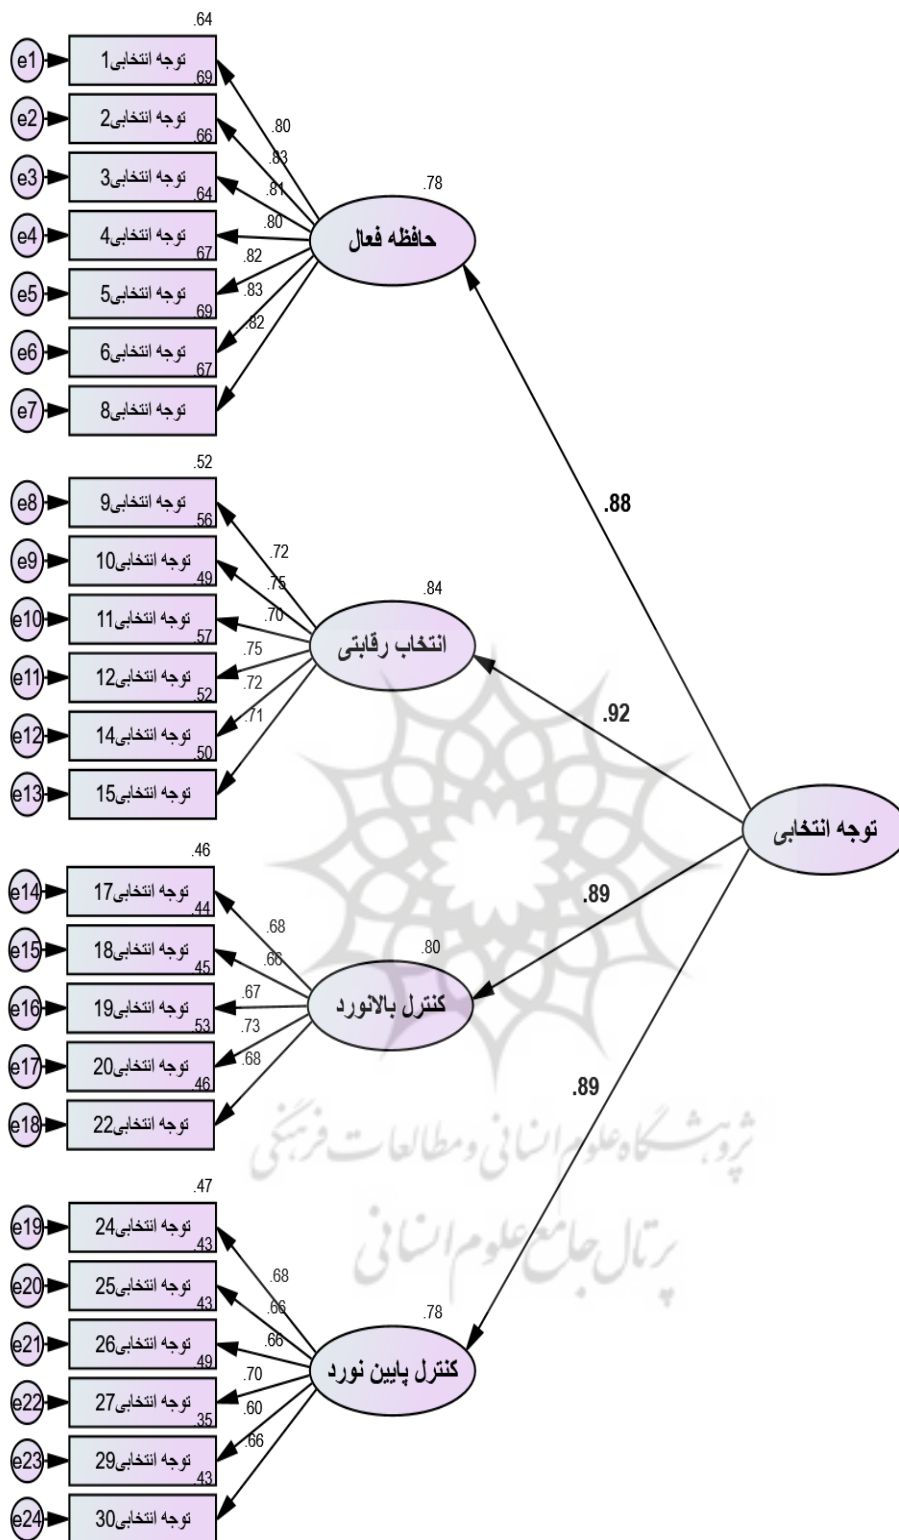 .64
e1 توجه انتخابی1
.69
e2 توجه انتخابی2
.66
e3 توجه انتخابی3
.64
e4 توجه انتخابی4
.67
e5 توجه انتخابی5
.69
e6 توجه انتخابی6
.67
e7 توجه انتخابی8
.80
.83
.81
.80
.82
.83
.82
.78
حافظه فعال
.88
.52
e8 توجه انتخابی9
.56
e9 توجه انتخابی10
.49
e10 توجه انتخابی11
.57
e11 توجه انتخابی12
.52
e12 توجه انتخابی14
.50
e13 توجه انتخابی15
.72
.75
.70
.75
.72
.71
.84
انتخاب رقابتی
.92
توجه انتخابی
.46
e14 توجه انتخابی17
.44
e15 توجه انتخابی18
.45
e16 توجه انتخابی19
.53
e17 توجه انتخابی20
.46
e18 توجه انتخابی22
.68
.66
.67
.73
.68
.80
کنترل بالانورد
.89
.47
e19 توجه انتخابی24
.43
e20 توجه انتخابی25
.43
e21 توجه انتخابی26
.49
e22 توجه انتخابی27
.35
e23 توجه انتخابی29
.43
e24 توجه انتخابی30
.68
.66
.66
.70
.60
.66
.78
کنترل پایین نورد
.89
پژوهشگاه علوم انسانی و مطالعات فرهنگی
پرتال جامع علوم انسانی